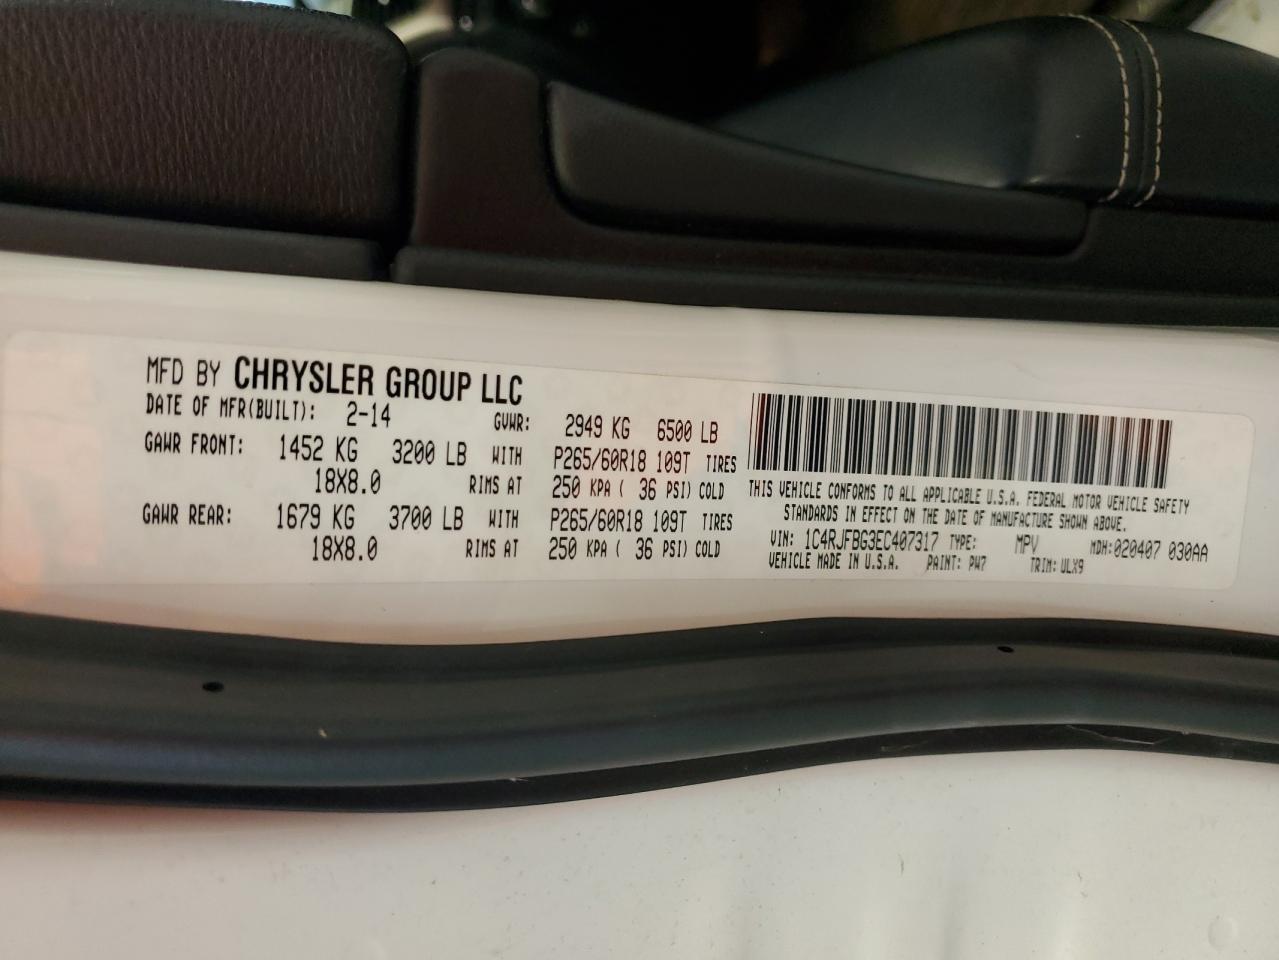 MFD BY CHRYSLER GROUP LLC
DATE OF MFR(BUILT): 2-14 GVWR: 2949 KG 6500 LB
GAWR FRONT: 1452 KG 3200 LB WITH P265/60R18 109T TIRES
18X8.0 RIMS AT 250 KPA ( 36 PSI) COLD
GAWR REAR: 1679 KG 3700 LB WITH P265/60R18 109T TIRES
18X8.0 RIMS AT 250 KPA ( 36 PSI) COLD
THIS VEHICLE CONFORMS TO ALL APPLICABLE U.S.A. FEDERAL MOTOR VEHICLE SAFETY
STANDARDS IN EFFECT ON THE DATE OF MANUFACTURE SHOWN ABOVE.
VIN: 1C4RJFBG3EC407317 TYPE: MPV MDH:020407 030AA
VEHICLE MADE IN U.S.A. PAINT: PW7 TRIM: ULX9